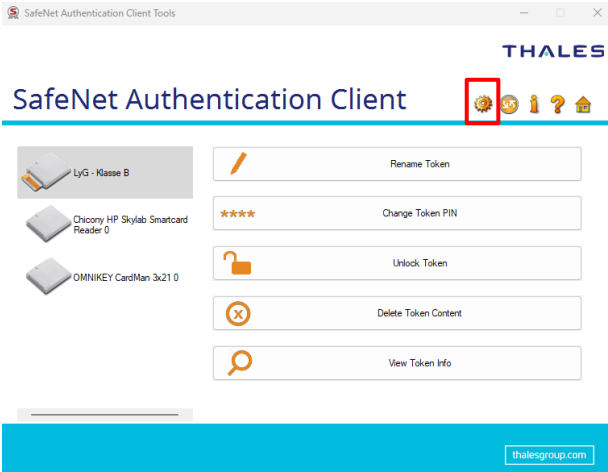 SafeNet Authentication Client Tools
THALES
SafeNet Authentication Client
LyG - Klasse B
Chicony HP Skylab Smartcard
Reader 0
OMNIKEY CardMan 3x21 0
Rename Token
****
Change Token PIN
Unlock Token
Delete Token Content
View Token Info
thalesgroup.com